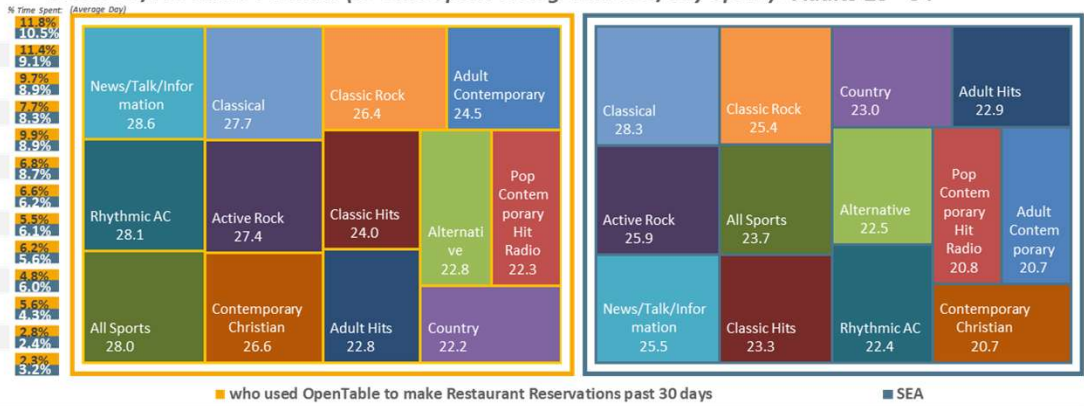 % Time Spent: (Average Day)
11.8%
10.5%
11.4%
9.1%
9.7%
8.9%
7.7%
8.3%
9.9%
8.9%
6.8%
8.7%
6.6%
6.2%
5.5%
6.1%
6.2%
5.6%
4.8%
6.0%
5.6%
4.3%
2.8%
2.4%
2.3%
3.2%
News/Talk/Infor
mation
28.6
Classical
27.7
Classic Rock
26.4
Adult
Contemporary
24.5
Rhythmic AC
28.1
Active Rock
27.4
Classic Hits
24.0
Alternati
ve
22.8
Pop
Contem
porary
Hit
Radio
22.3
All Sports
28.0
Contemporary
Christian
26.6
Adult Hits
22.8
Country
22.2
Classical
28.3
Classic Rock
25.4
Country
23.0
Adult Hits
22.9
Active Rock
25.9
All Sports
23.7
Alternative
22.5
Pop
Contem
porary
Hit
Radio
20.8
Adult
Contem
porary
20.7
News/Talk/Infor
mation
25.5
Classic Hits
23.3
Rhythmic AC
22.4
Contemporary
Christian
20.7
who used OpenTable to make Restaurant Reservations past 30 days
SEA